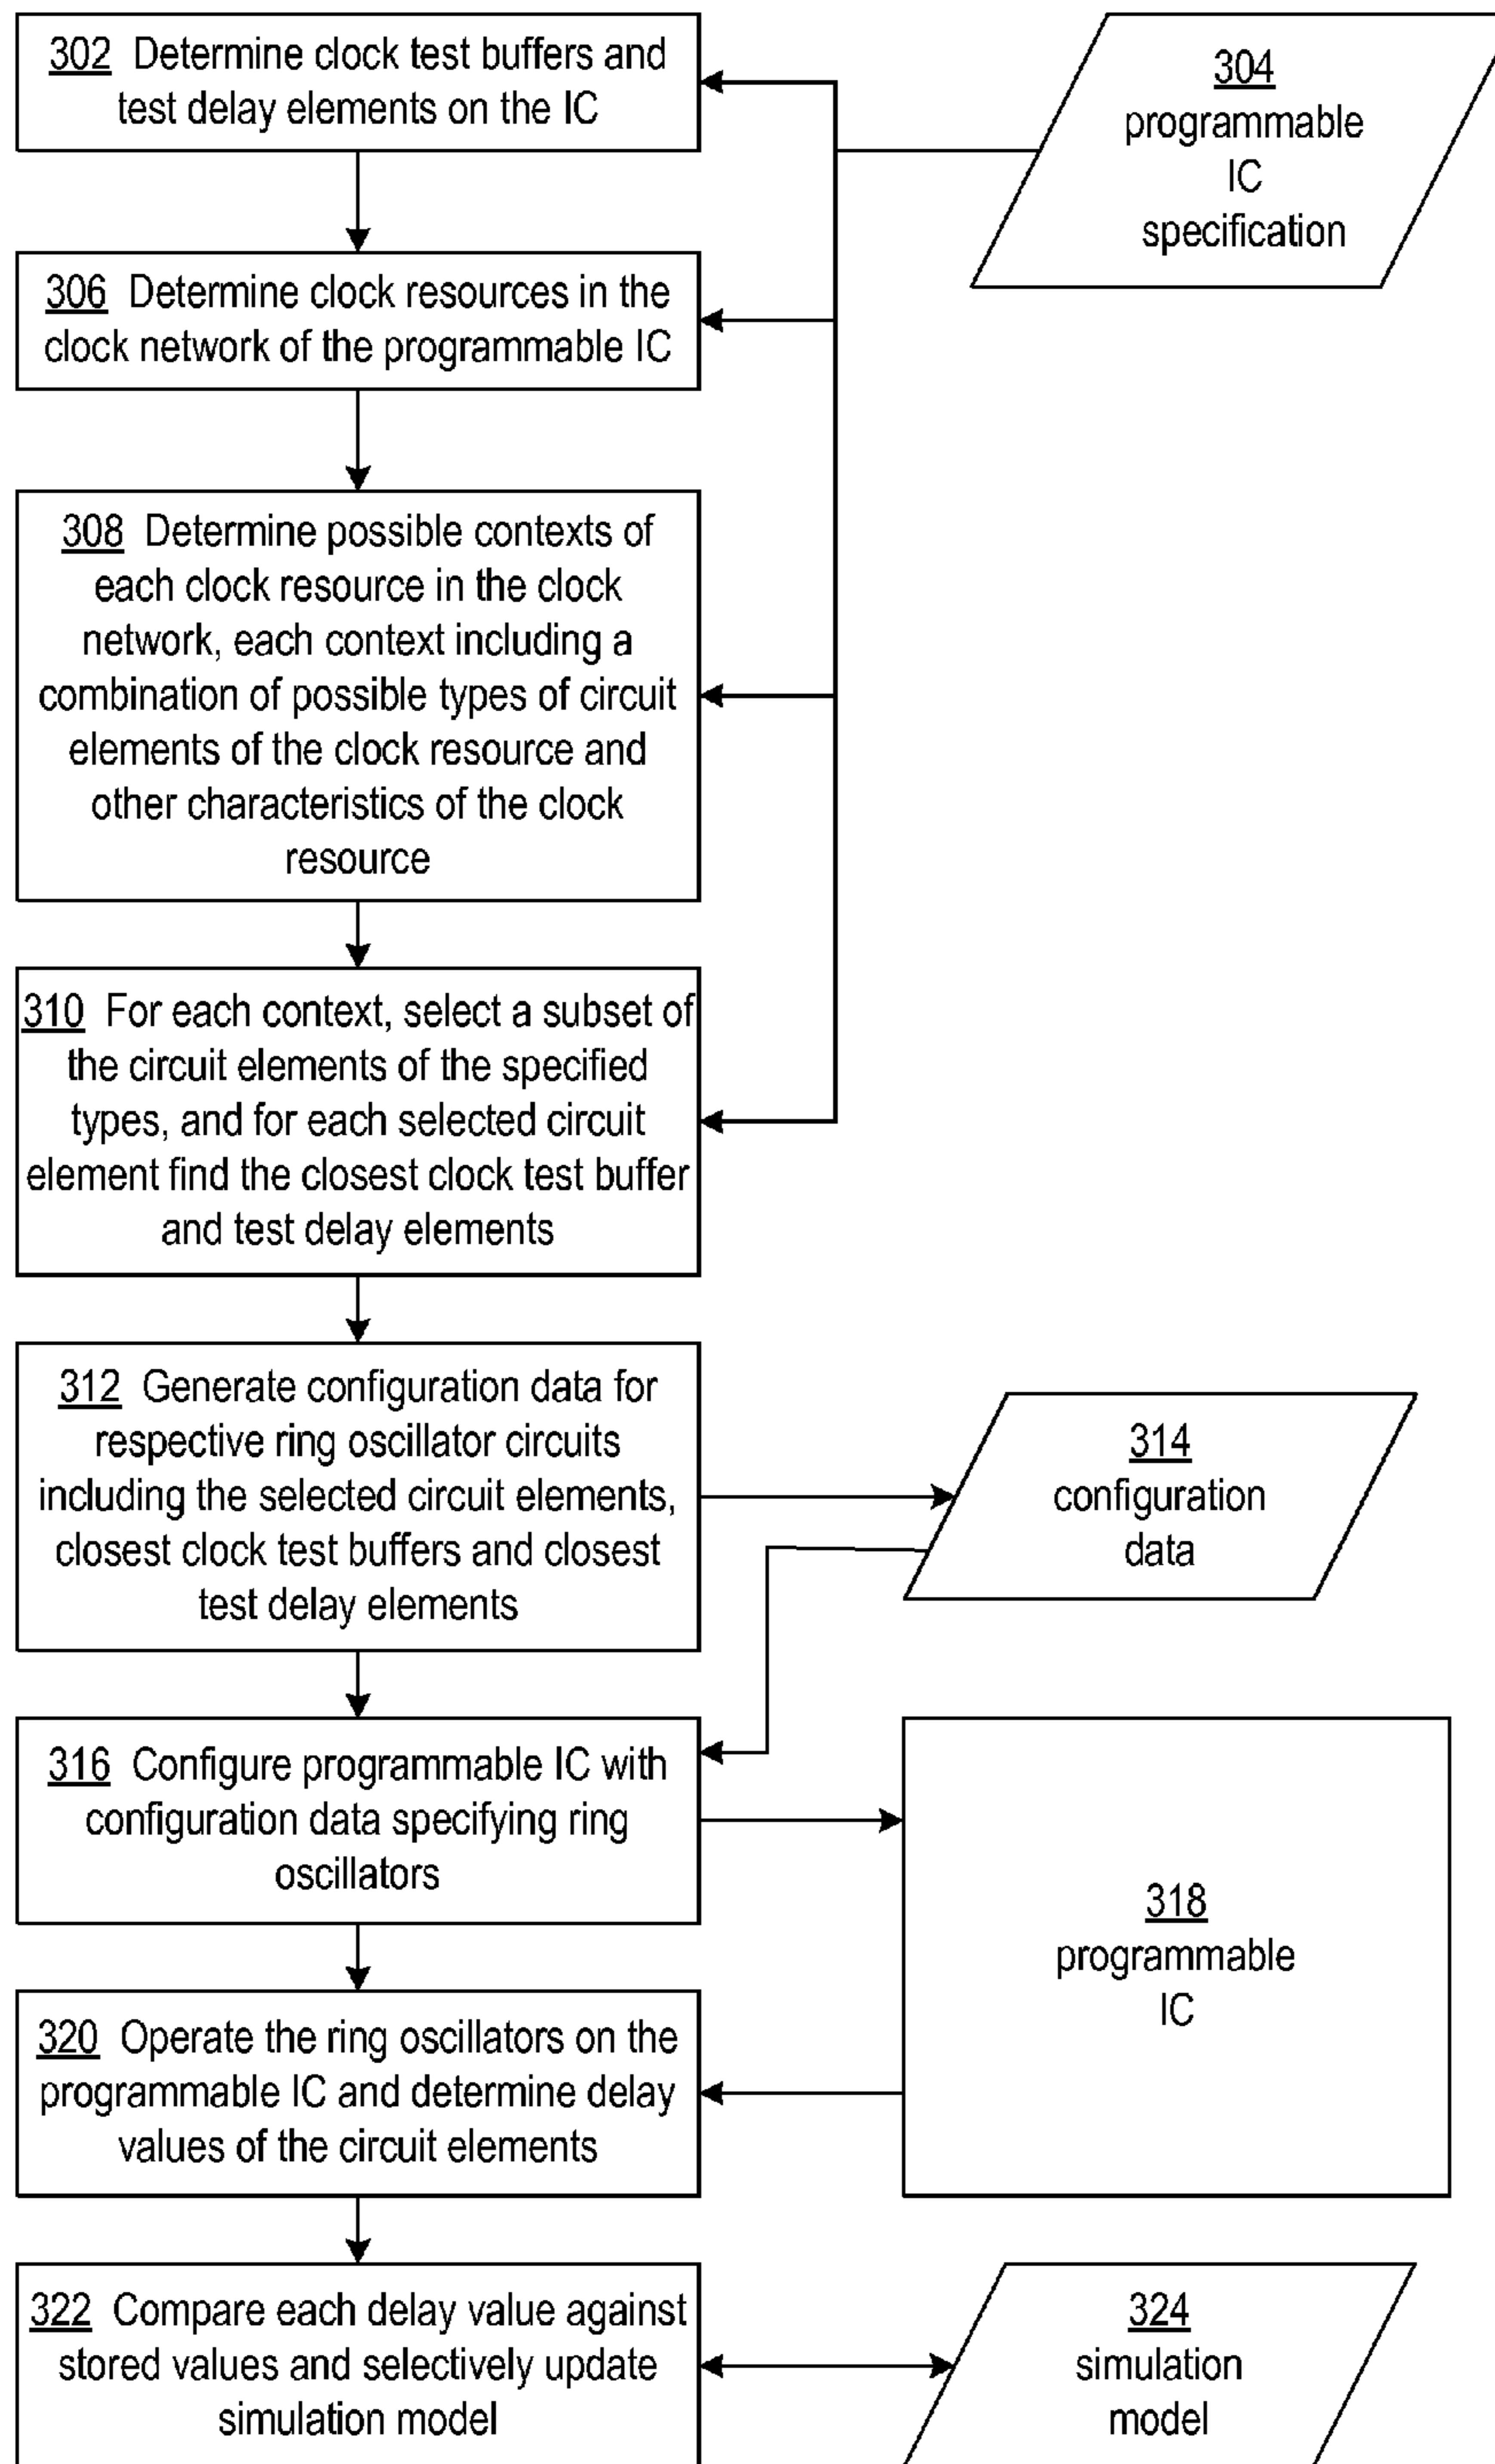 302 Determine clock test buffers and
test delay elements on the IC
304
programmable
IC
specification
306 Determine clock resources in the
clock network of the programmable IC
308 Determine possible contexts of
each clock resource in the clock
network, each context including a
combination of possible types of circuit
elements of the clock resource and
other characteristics of the clock
resource
310 For each context, select a subset of
the circuit elements of the specified
types, and for each selected circuit
element find the closest clock test buffer
and test delay elements
312 Generate configuration data for
respective ring oscillator circuits
including the selected circuit elements,
closest clock test buffers and closest
test delay elements
314
configuration
data
316 Configure programmable IC with
configuration data specifying ring
oscillators
318
programmable
IC
320 Operate the ring oscillators on the
programmable IC and determine delay
values of the circuit elements
322 Compare each delay value against
stored values and selectively update
simulation model
324
simulation
model